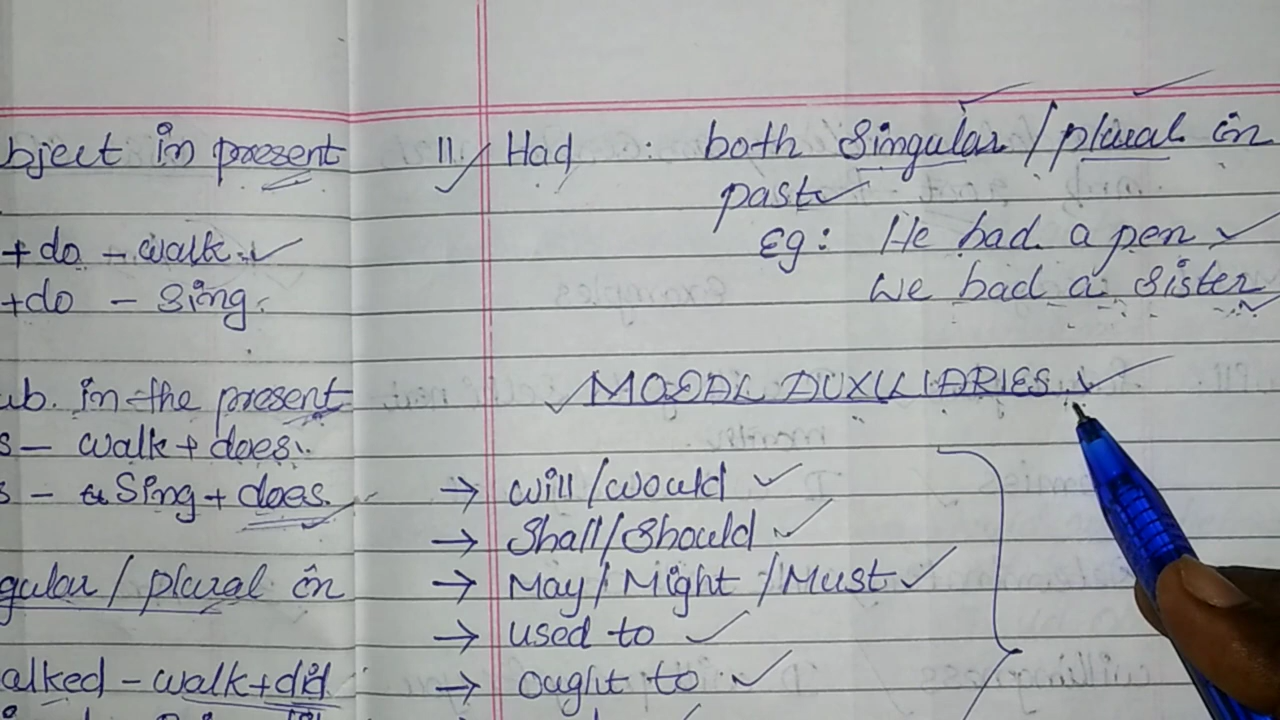 bject in present
+ do - walk.
+do - Sing.
ub. in the present
s - walk + does.
s - Sing + does.
gular / plural in
alked - walk + did
11. Had : both Singular / plural in
past
Eg: He had a pen
We had a sister
MODAL AUXILIARIES
→ Will / Would
→ Shall / Should
→ May / Might / Must
→ used to
→ ought to